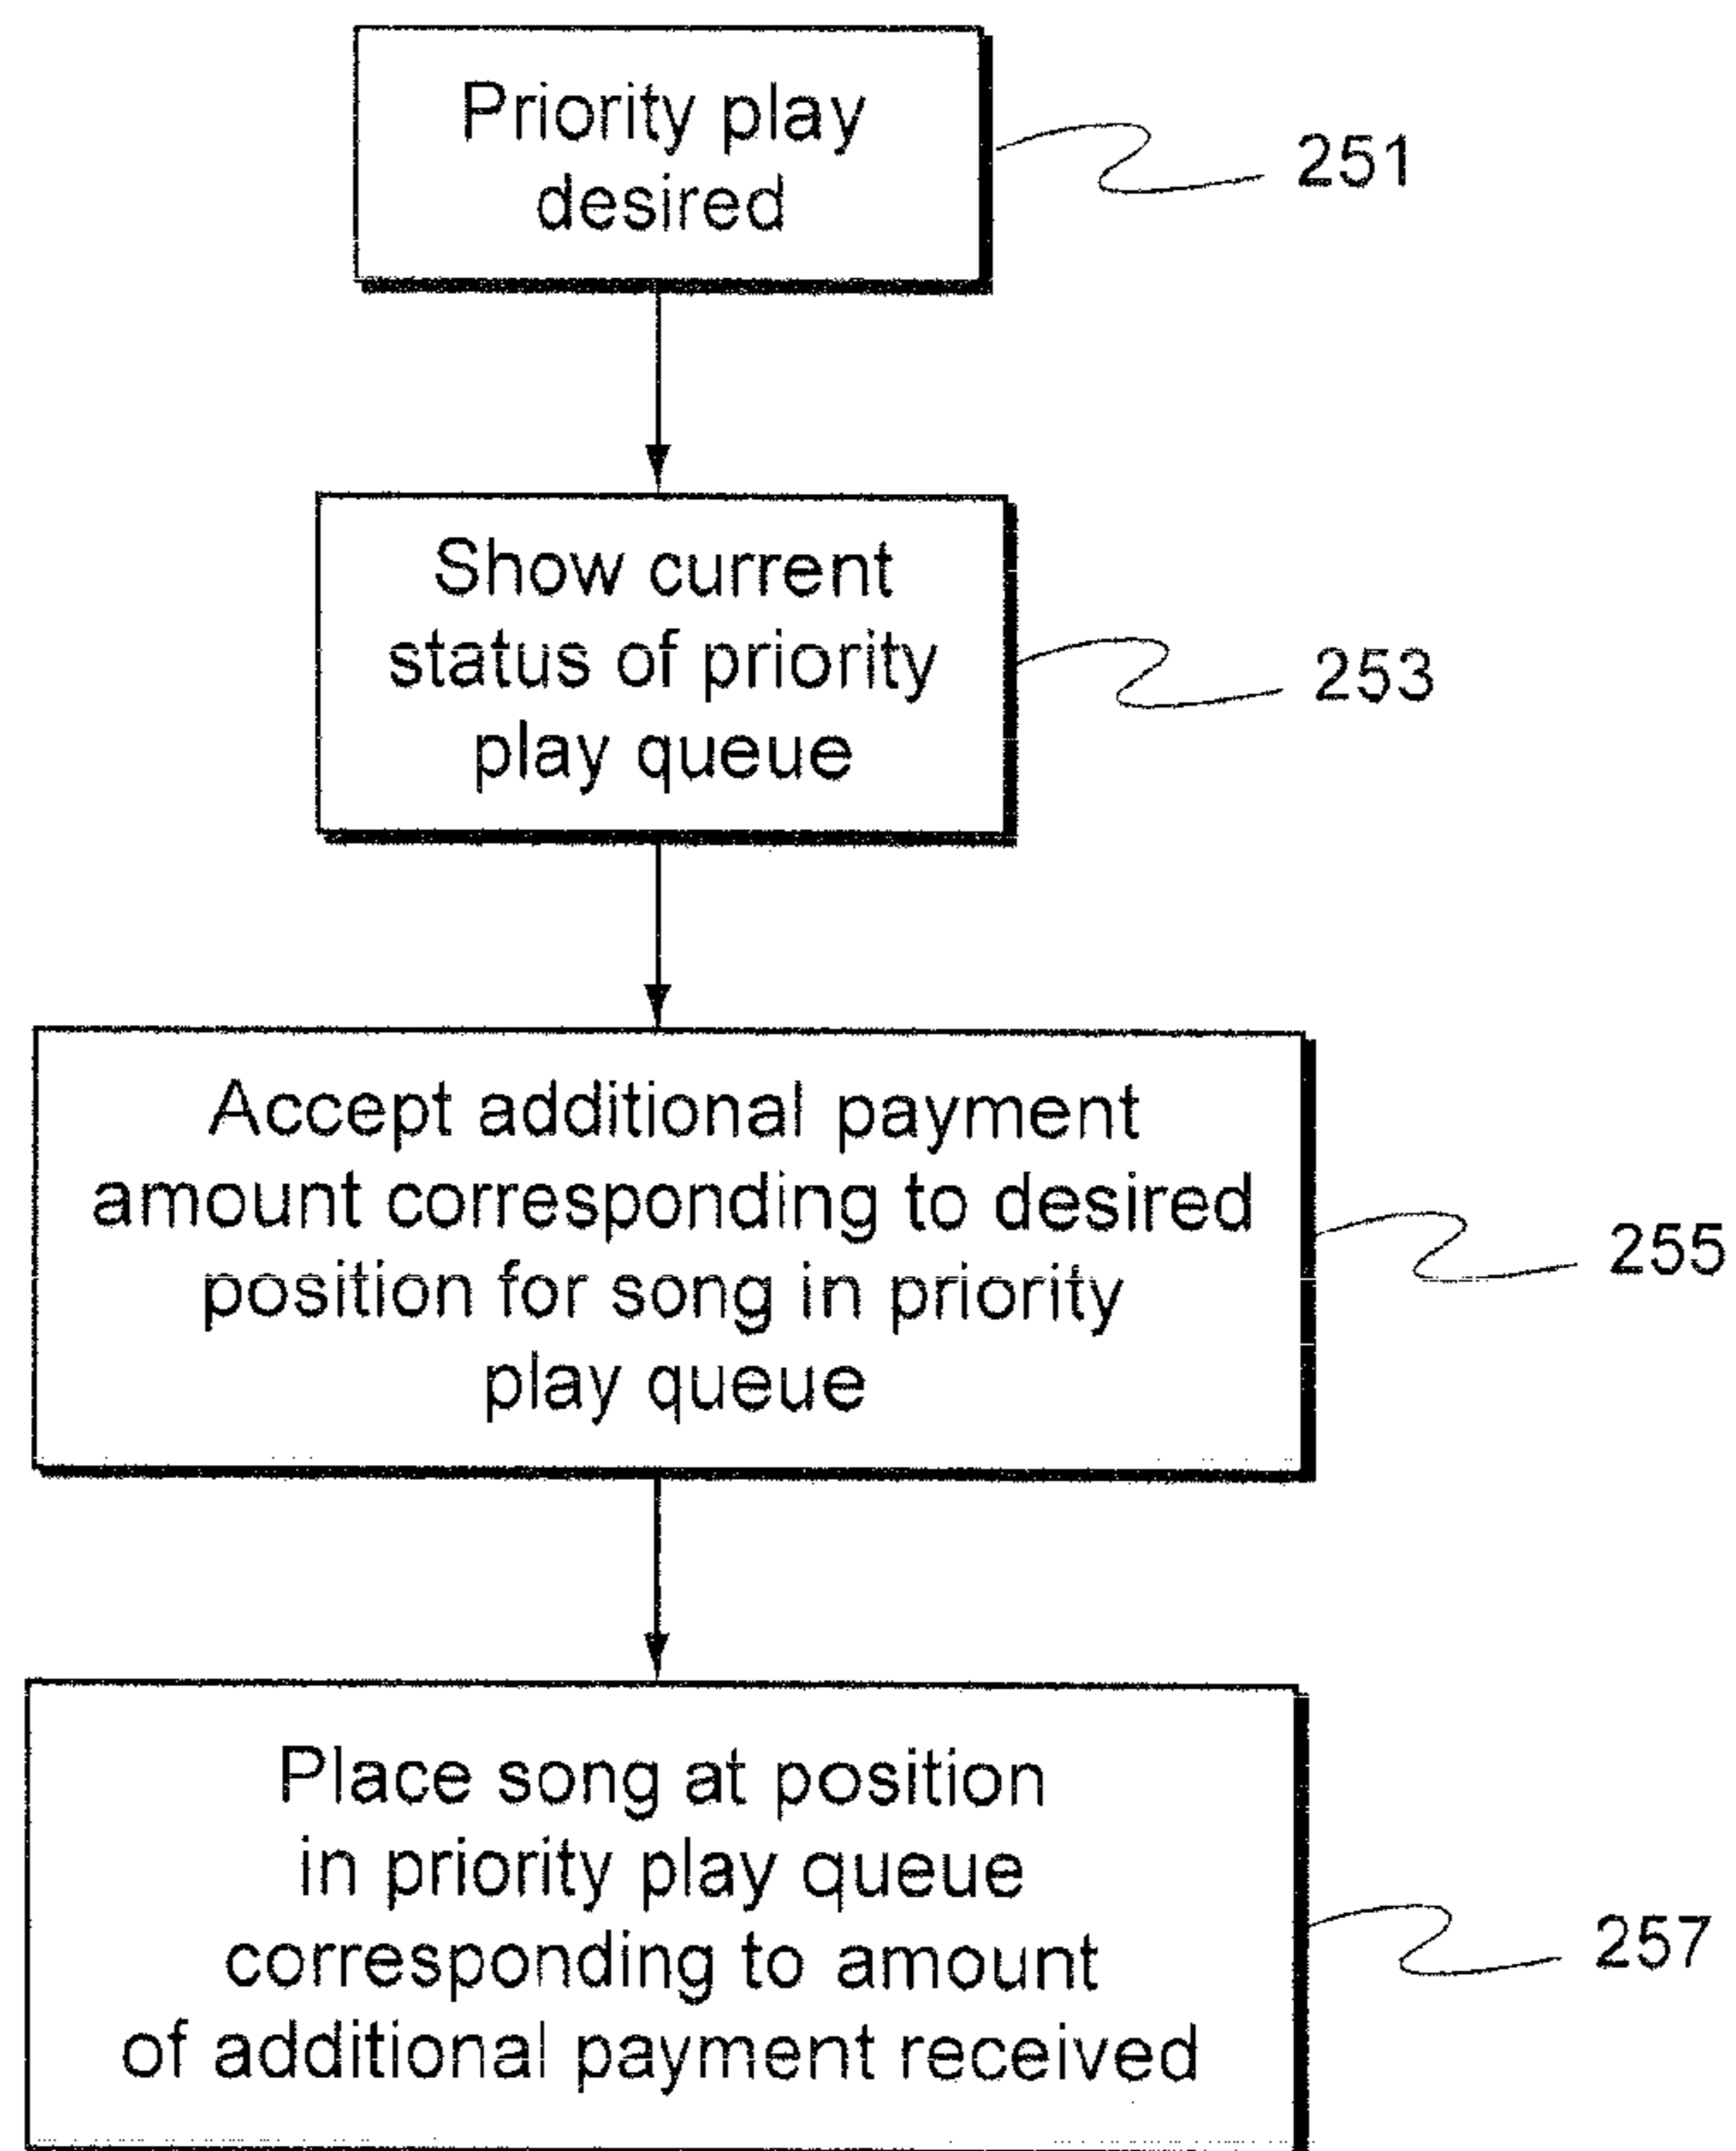 Priority play
desired
251
Show current
status of priority
play queue
253
Accept additional payment
amount corresponding to desired
position for song in priority
play queue
255
Place song at position
in priority play queue
corresponding to amount
of additional payment received
257